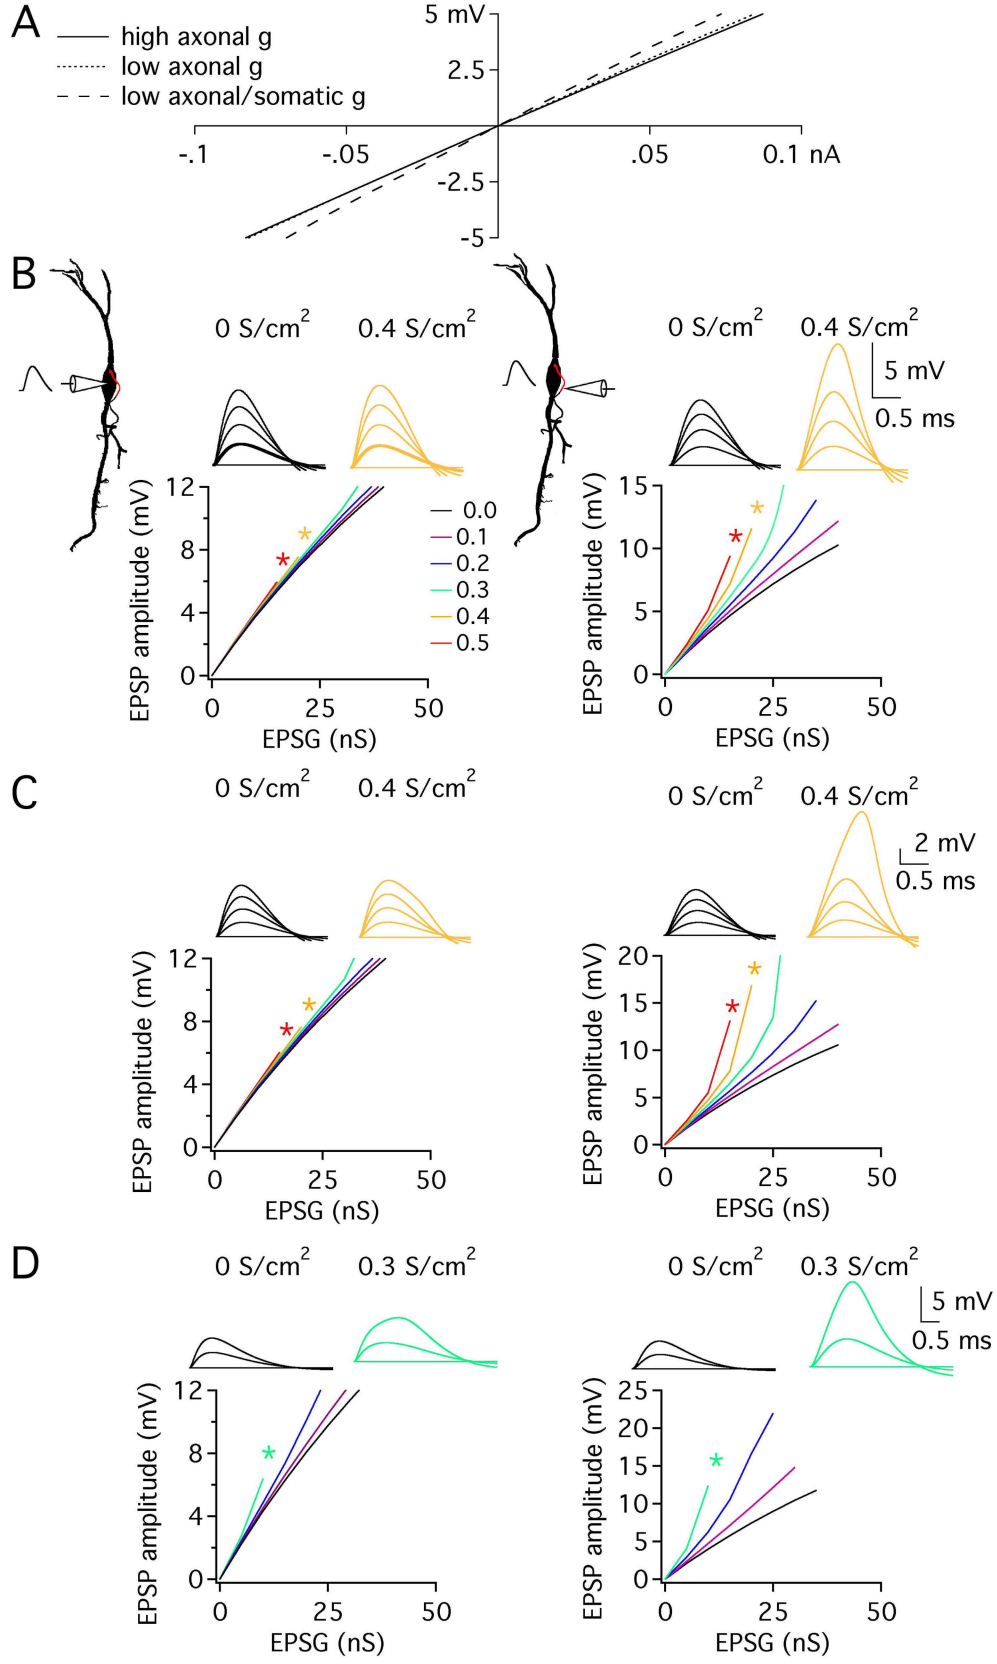 A
high axonal g
low axonal g
low axonal/somatic g
5 mV
2.5
-.1
-.05
.05
0.1 nA
-2.5
-5
B
0 S/cm2
0.4 S/cm2
0 S/cm2
0.4 S/cm2
5 mV
0.5 ms
EPSP amplitude (mV)
12
8
4
0
*
*
0.0
0.1
0.2
0.3
0.4
0.5
0
25
50
EPSG (nS)
EPSP amplitude (mV)
15
10
5
0
*
*
0
25
50
EPSG (nS)
C
0 S/cm2
0.4 S/cm2
0 S/cm2
0.4 S/cm2
2 mV
0.5 ms
EPSP amplitude (mV)
12
8
4
0
*
*
0
25
50
EPSG (nS)
EPSP amplitude (mV)
20
15
10
5
0
*
*
0
25
50
EPSG (nS)
D
0 S/cm2
0.3 S/cm2
0 S/cm2
0.3 S/cm2
5 mV
0.5 ms
EPSP amplitude (mV)
12
8
4
0
*
0
25
50
EPSG (nS)
EPSP amplitude (mV)
25
20
15
10
5
0
*
0
25
50
EPSG (nS)